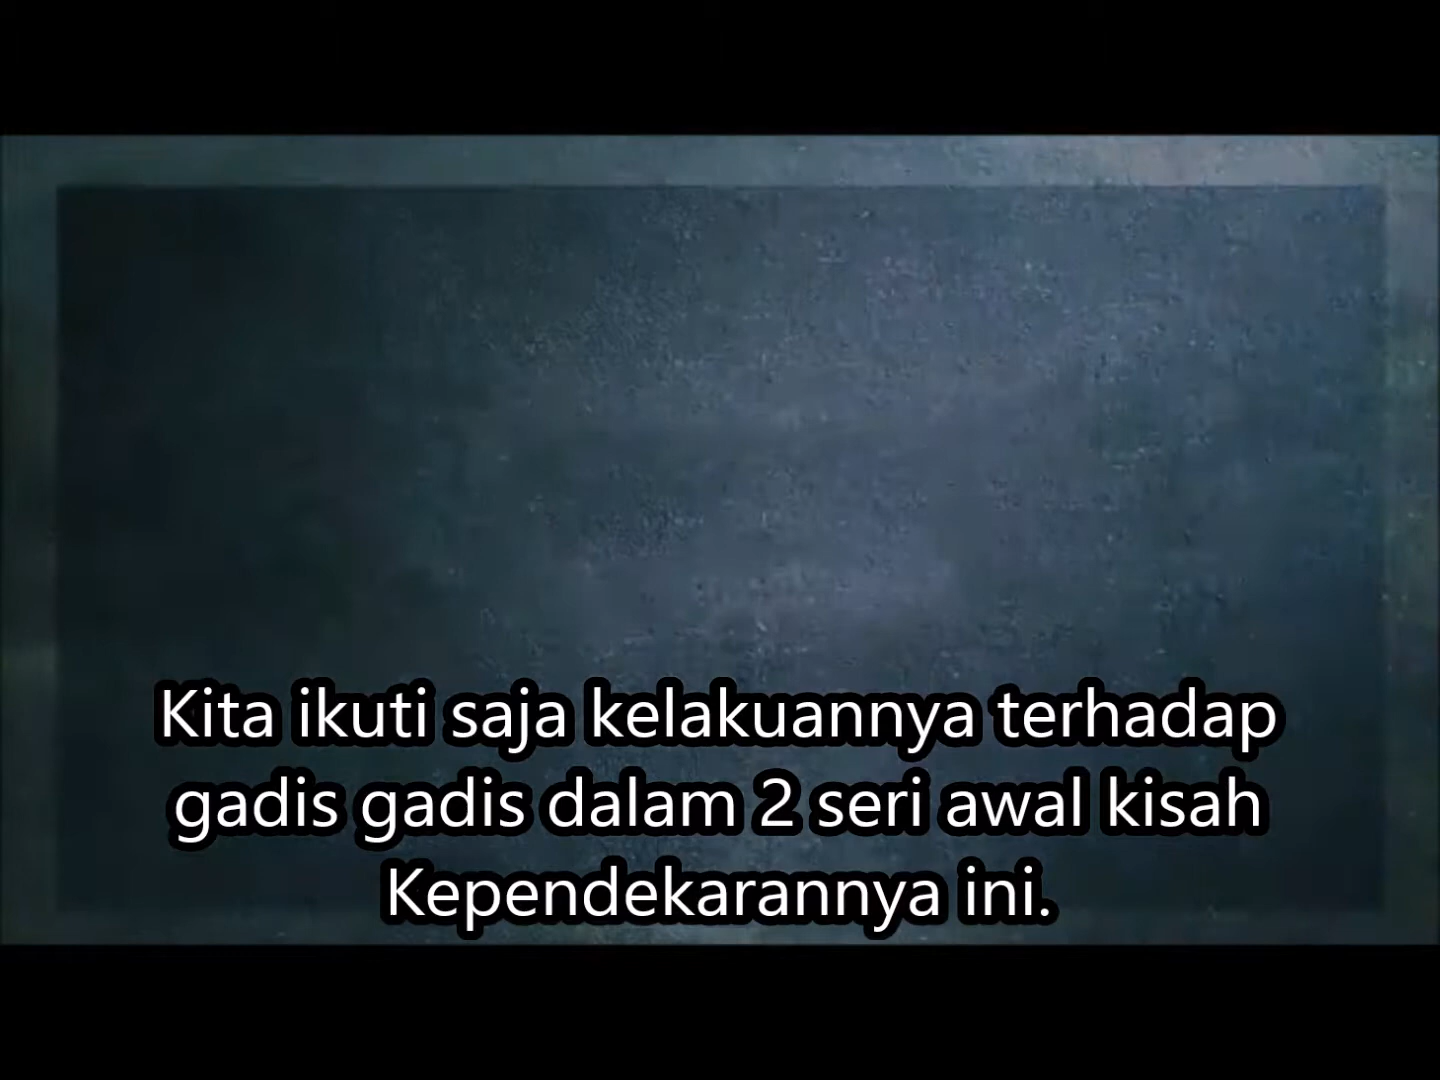 Kita ikuti saja kelakuannya terhadap
gadis gadis dalam 2 seri awal kisah
Kependekarannya ini.